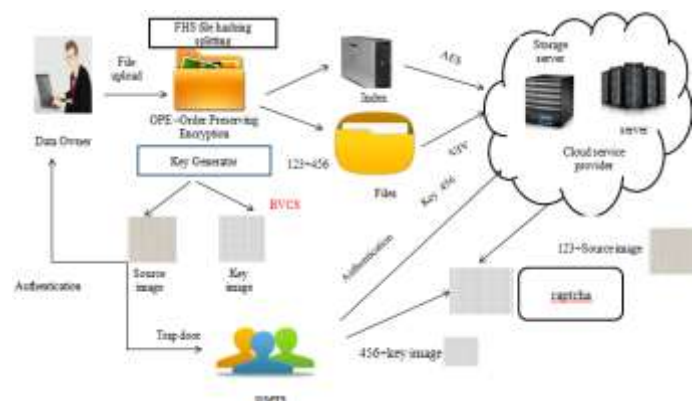 FHS file hashing
splitting
File
upload
Storage
server
AES
Index
OPE –Order Preserving
Encryption
server
Data Owner
Key Generator
123+456
Files
AES
Cloud service
provider
BVCS
Key 456
Source
image
Key
image
123+Source image
Authentication
Authentication
captcha
Trap door
456+key image
users